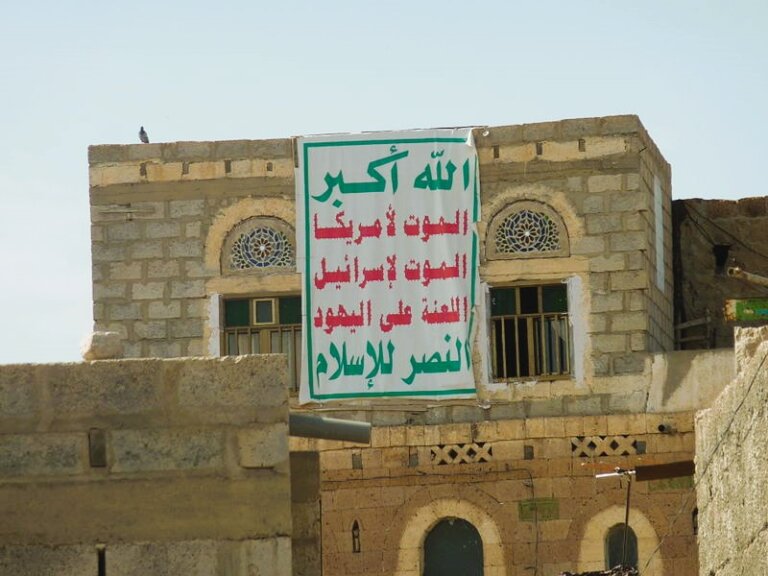 الله أكبر
الموت لأمريكا
الموت لإسرائيل
اللعنة على اليهود
النصر للإسلام